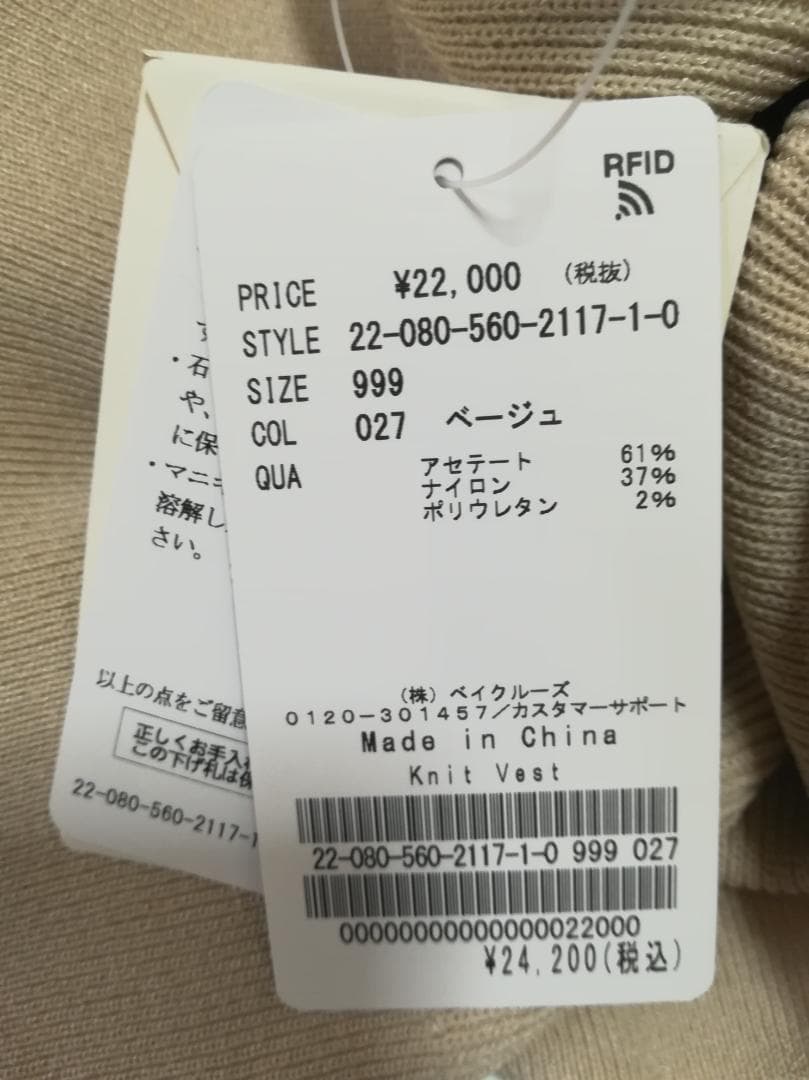 RFID
PRICE ¥22,000 (税抜)
STYLE 22-080-560-2117-1-0
SIZE 999
COL 027 ベージュ
QUA アセテート 61%
ナイロン 37%
ポリウレタン 2%
(株) ベイクルーズ
0120-301457/カスタマーサポート
Made in China
Knit Vest
22-080-560-2117-1-0 999 027
00000000000000022000
¥24,200(税込)
・石
や、
に保
・マニキ
溶解し
さい。
以上の点をご留意
正しくお手入れ
この下げ札は保
22-080-560-2117-1